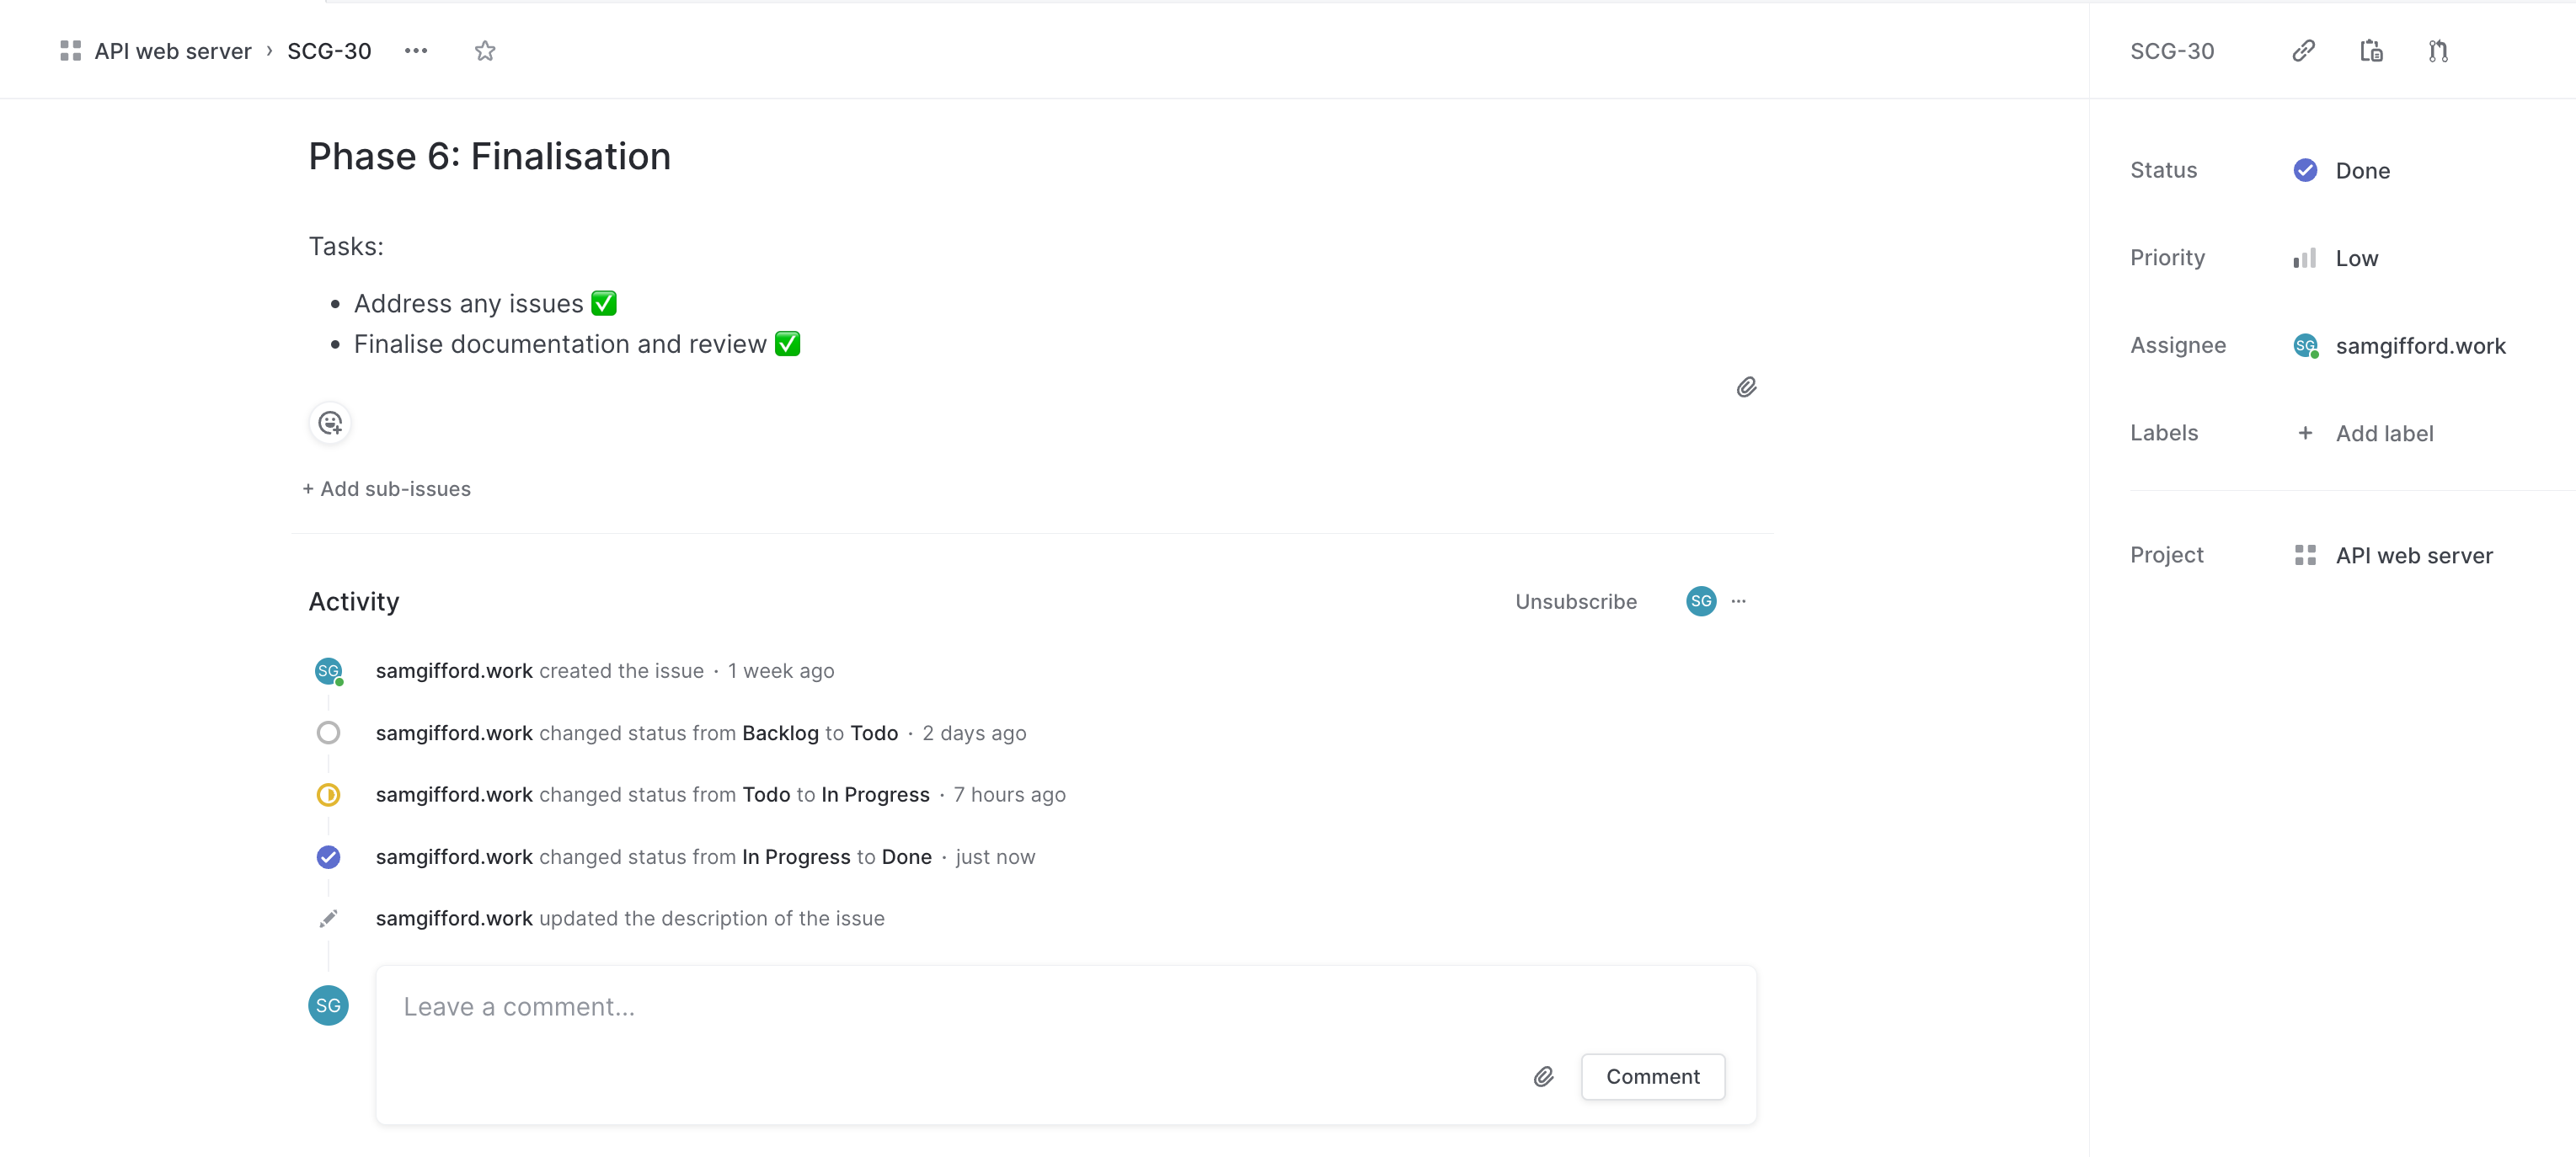 API web server › SCG-30 •••
SCG-30
Phase 6: Finalisation
Status Done
Tasks:
Priority Low
• Address any issues ✅
• Finalise documentation and review ✅
Assignee SG samgifford.work
Labels + Add label
+ Add sub-issues
Project API web server
Activity Unsubscribe SG •••
SG samgifford.work created the issue · 1 week ago
samgifford.work changed status from Backlog to Todo · 2 days ago
samgifford.work changed status from Todo to In Progress · 7 hours ago
samgifford.work changed status from In Progress to Done · just now
samgifford.work updated the description of the issue
SG Leave a comment...
Comment